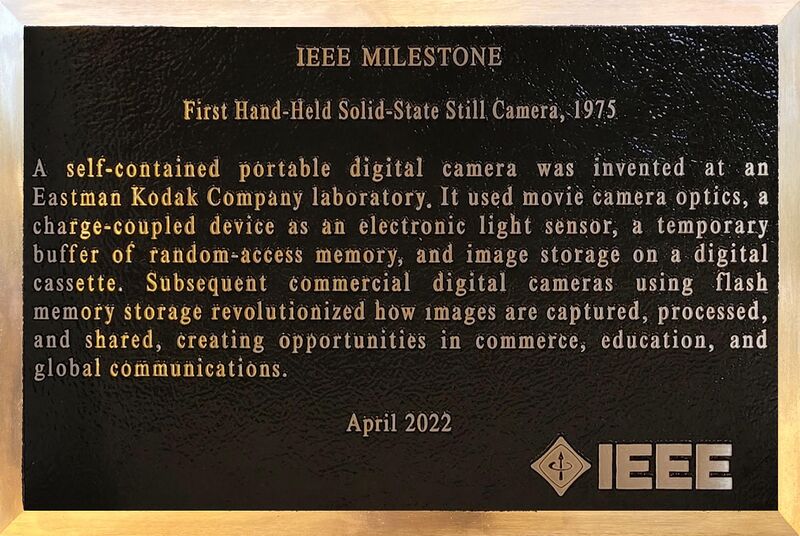 IEEE MILESTONE
First Hand-Held Solid-State Still Camera, 1975
A self-contained portable digital camera was invented at an
Eastman Kodak Company laboratory. It used movie camera optics, a
charge-coupled device as an electronic light sensor, a temporary
buffer of random-access memory, and image storage on a digital
cassette. Subsequent commercial digital cameras using flash
memory storage revolutionized how images are captured, processed,
and shared, creating opportunities in commerce, education, and
global communications.
April 2022
IEEE